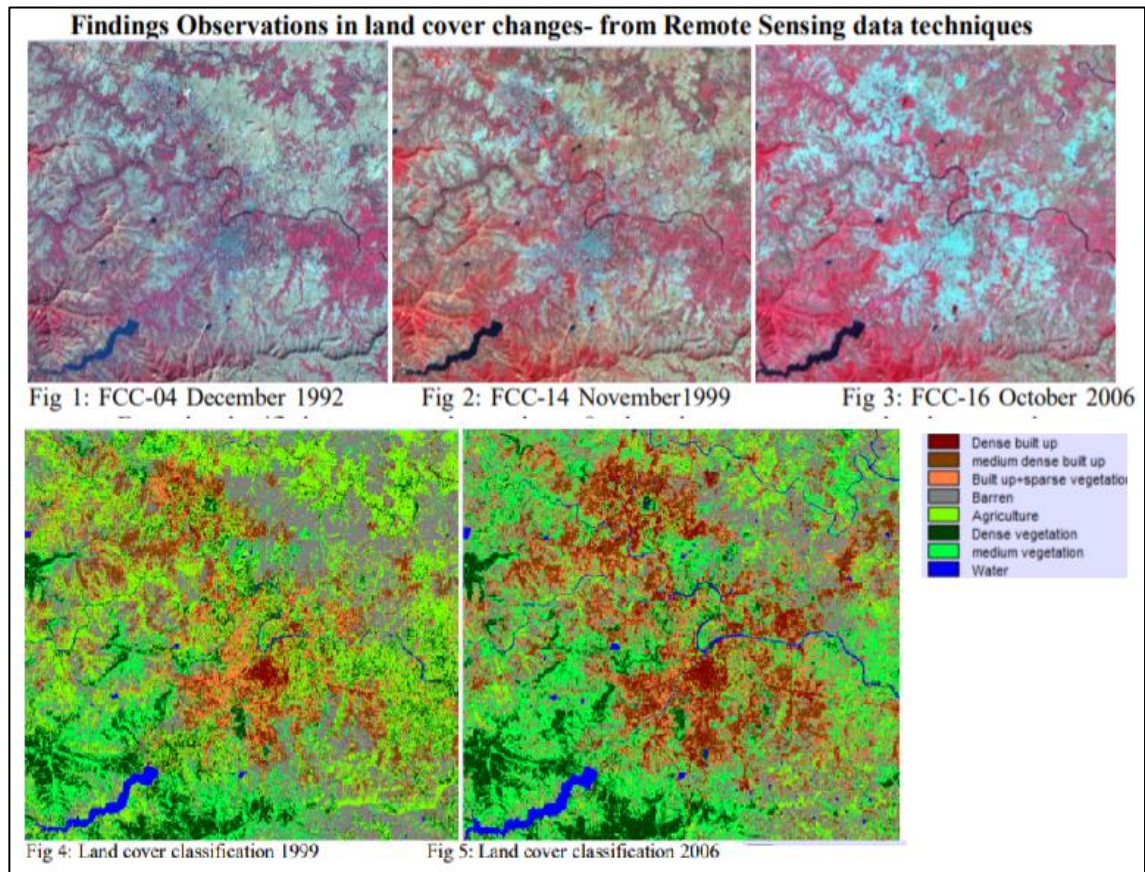 Findings Observations in land cover changes- from Remote Sensing data techniques
Fig 1: FCC-04 December 1992
Fig 2: FCC-14 November1999
Fig 3: FCC-16 October 2006
Dense built up
medium dense built up
Built up+sparse vegetation
Barren
Agriculture
Dense vegetation
medium vegetation
Water
Fig 4: Land cover classification 1999
Fig 5: Land cover classification 2006